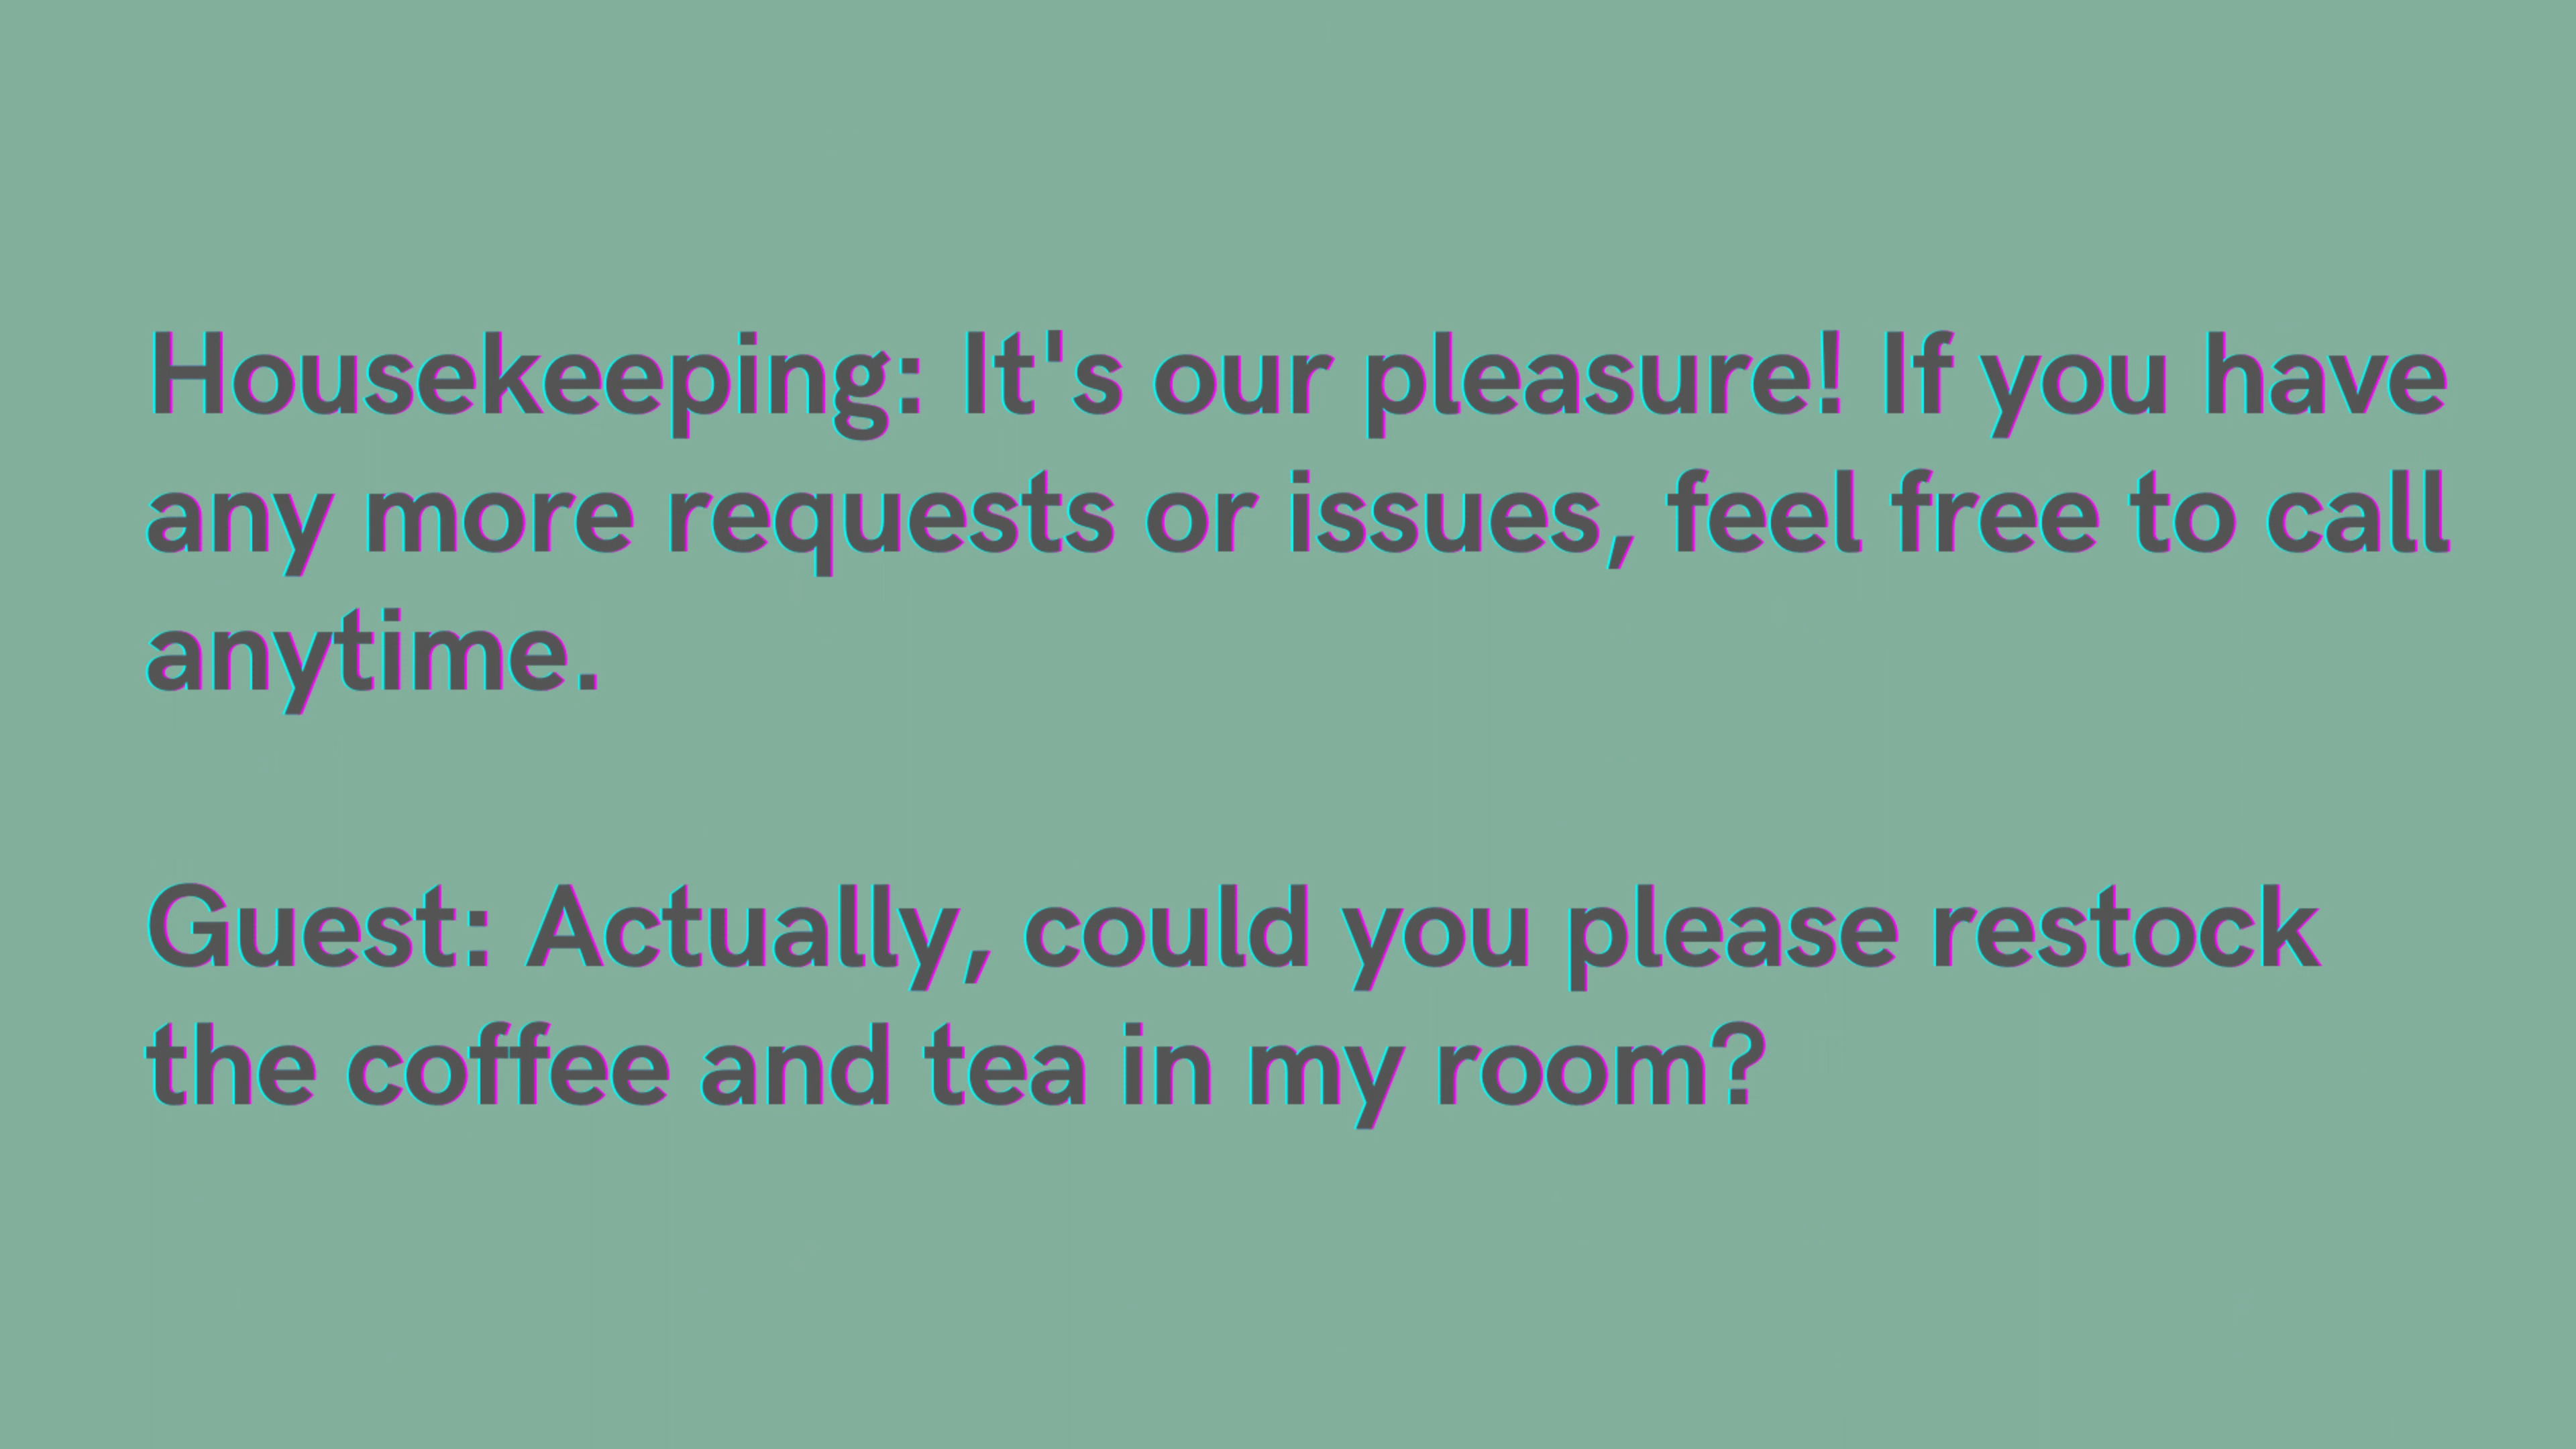 Housekeeping: It's our pleasure! If you have
any more requests or issues, feel free to call
anytime.
Guest: Actually, could you please restock
the coffee and tea in my room?